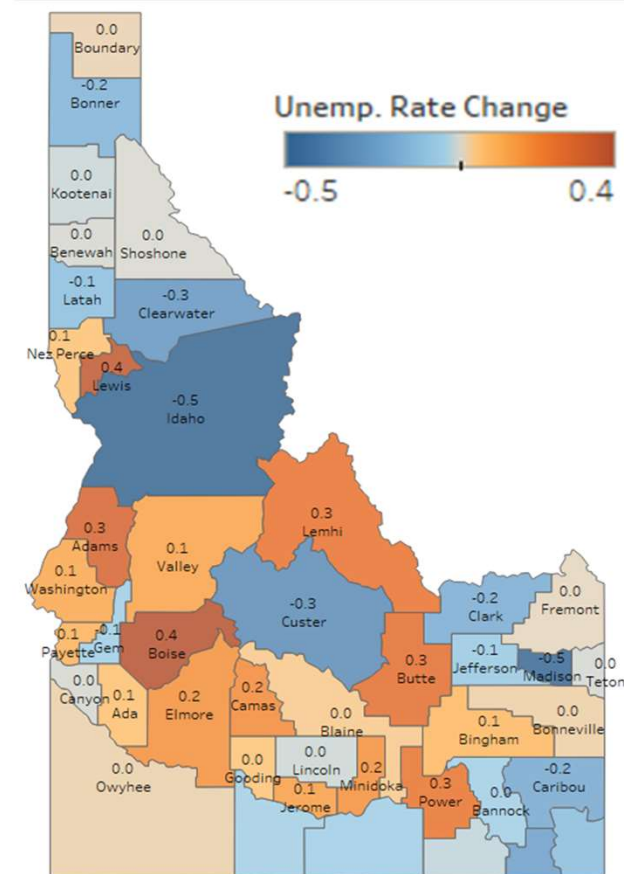 0.0
Boundary
-0.2
Bonner
Unemp. Rate Change
-0.5
0.4
0.0
Kootenai
0.0
Benewah
0.0
Shoshone
-0.1
Latah
-0.3
Clearwater
0.1
Nez Perce
0.4
Lewis
-0.5
Idaho
0.3
Adams
0.3
Lemhi
0.1
Valley
0.1
Washington
-0.3
Custer
-0.2
Clark
0.0
Fremont
0.1
Payette
-0.1
Gem
0.4
Boise
0.3
Butte
-0.1
Jefferson
-0.5
Madison
0.0
Teton
0.0
Canyon
0.1
Ada
0.2
Elmore
0.2
Camas
0.0
Blaine
0.1
Bingham
0.0
Bonneville
0.0
Owyhee
0.0
Gooding
0.0
Lincoln
0.1
Jerome
0.2
Minidoka
0.3
Power
0.0
Bannock
-0.2
Caribou